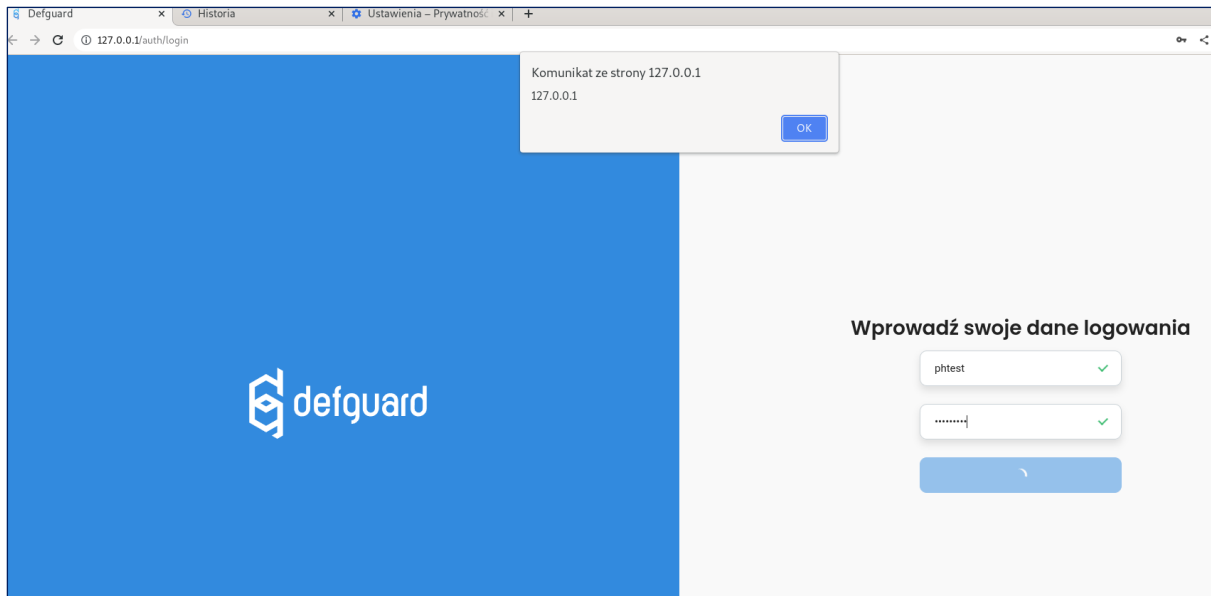 Defguard
Historia
Ustawienia – Prywatność
127.0.0.1/auth/login
Komunikat ze strony 127.0.0.1
127.0.0.1
OK
Wprowadź swoje dane logowania
phtest
defguard